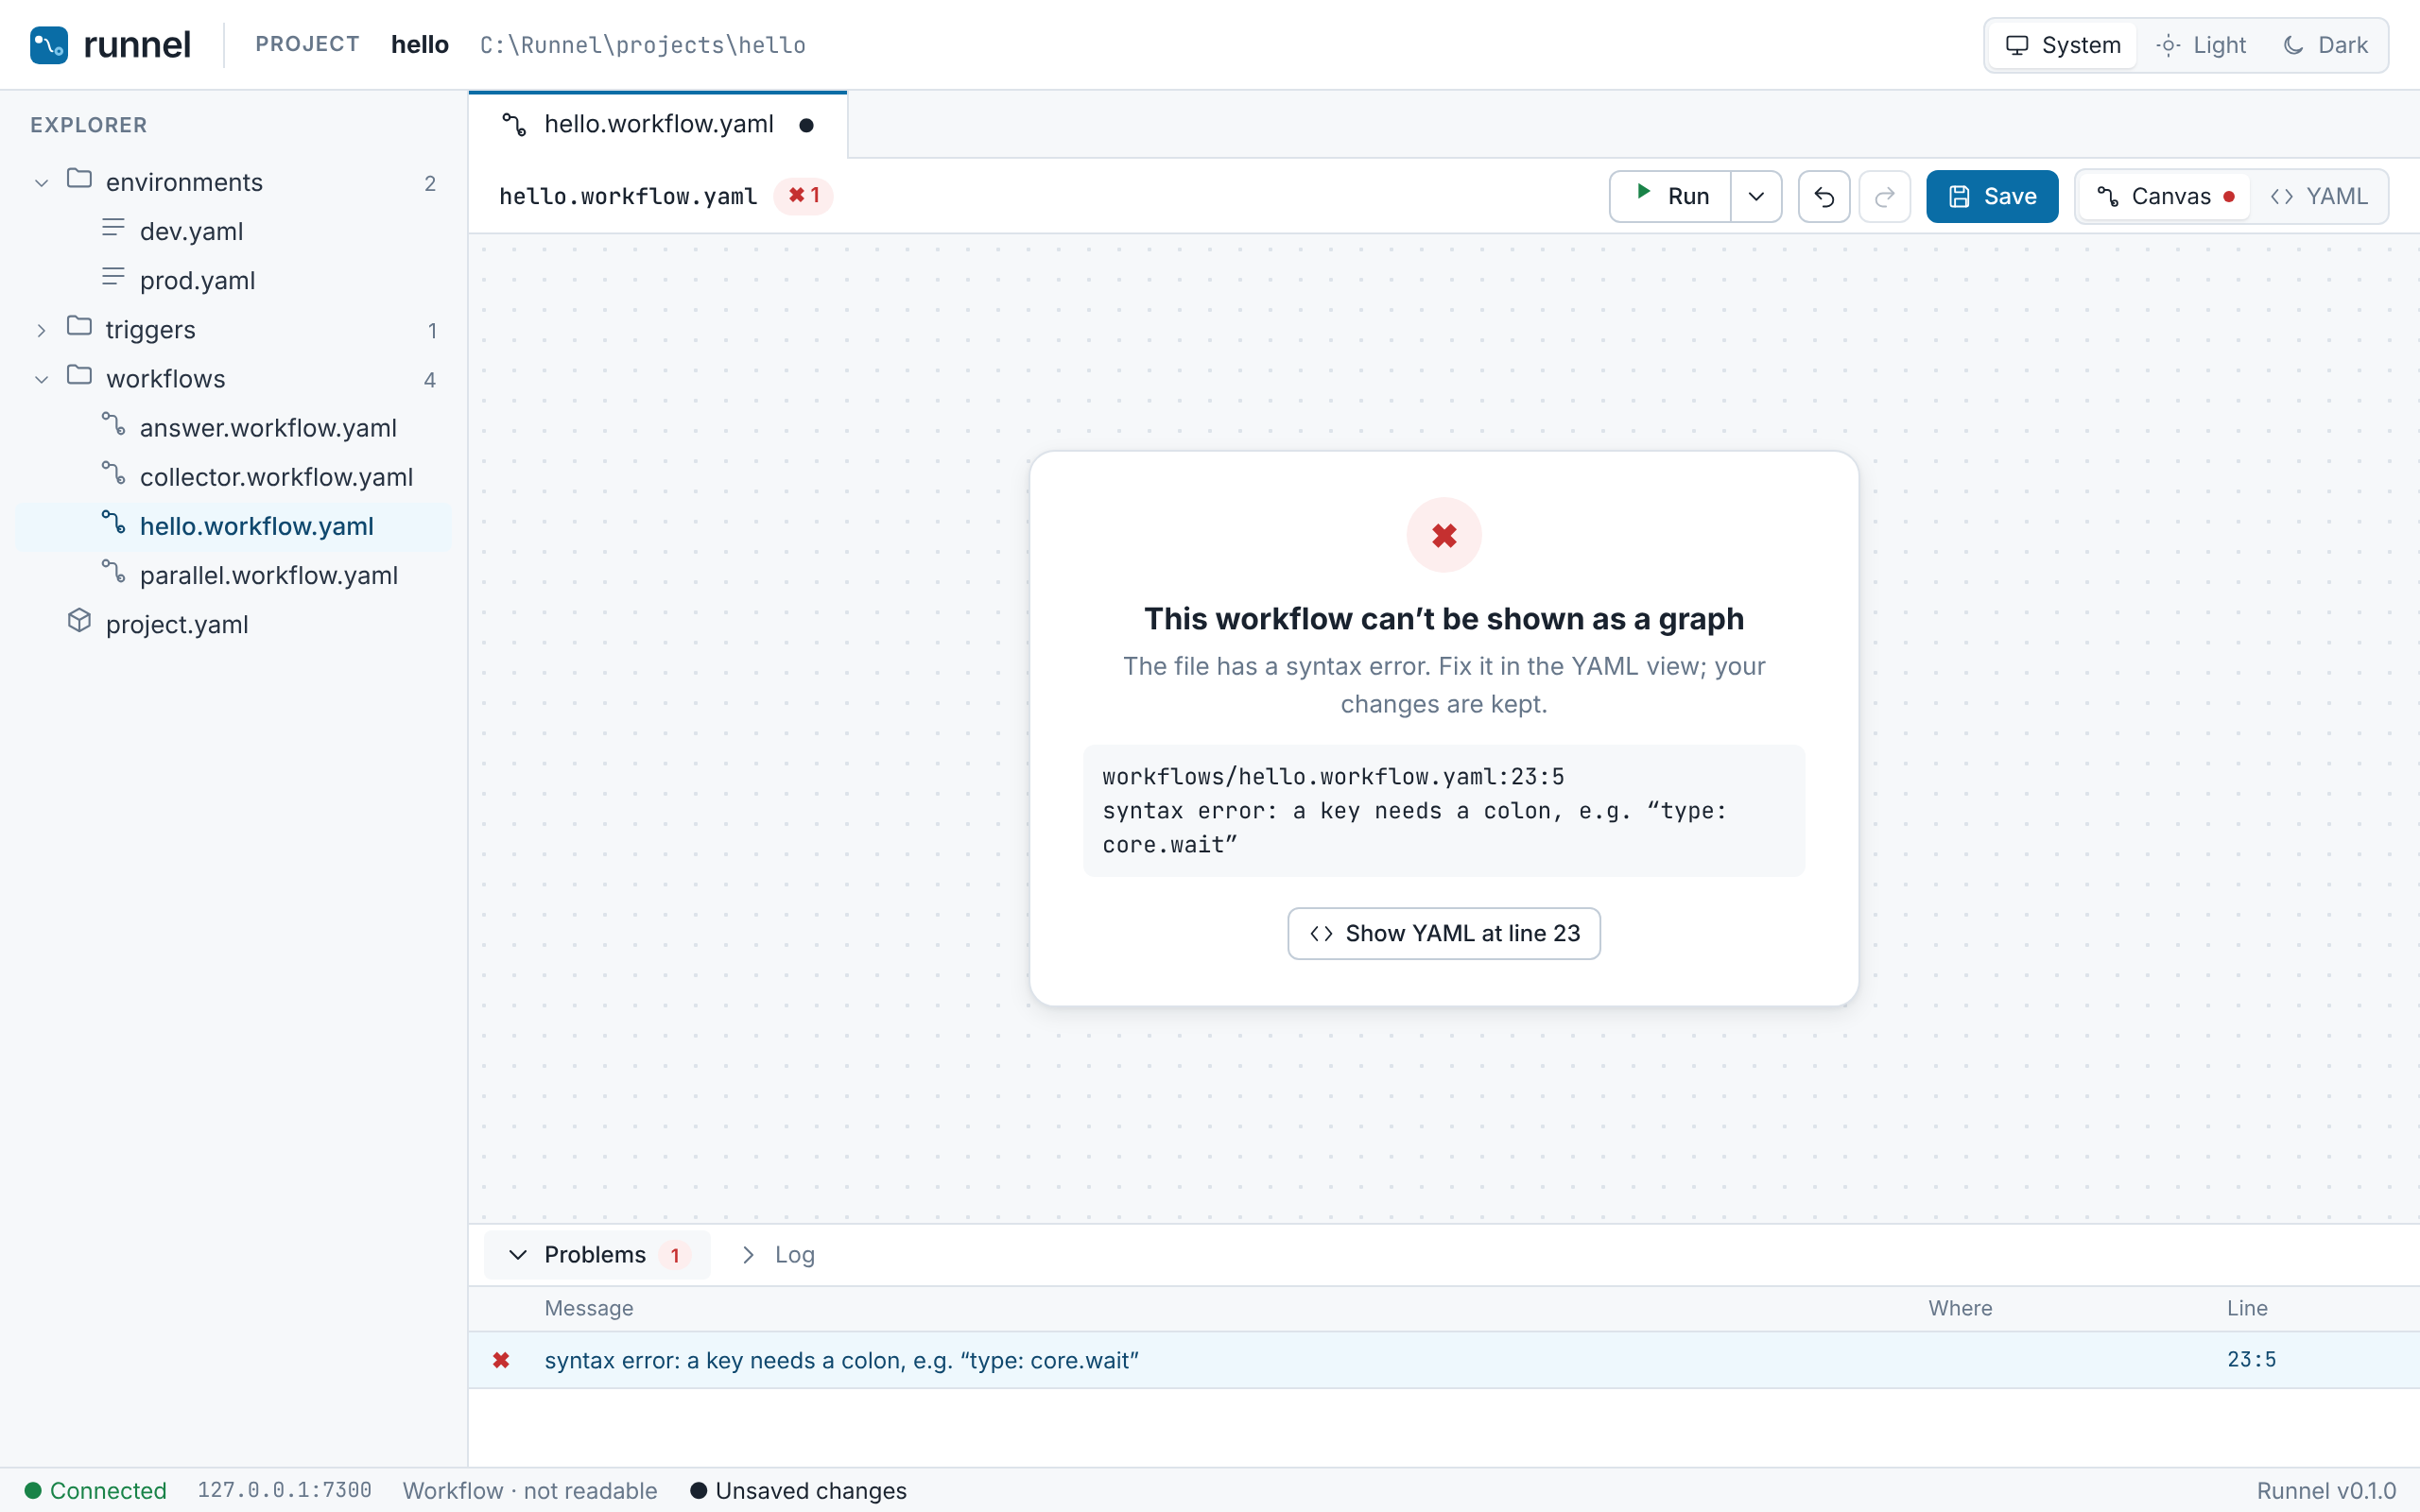 runnel
PROJECT hello C:\Runnel\projects\hello
System Light Dark
EXPLORER
environments 2
dev.yaml
prod.yaml
triggers 1
workflows 4
answer.workflow.yaml
collector.workflow.yaml
hello.workflow.yaml
parallel.workflow.yaml
project.yaml
hello.workflow.yaml
hello.workflow.yaml 1
Run
Save
Canvas
YAML
This workflow can’t be shown as a graph
The file has a syntax error. Fix it in the YAML view; your
changes are kept.
workflows/hello.workflow.yaml:23:5
syntax error: a key needs a colon, e.g. “type:
core.wait”
Show YAML at line 23
Problems 1 Log
Message Where Line
syntax error: a key needs a colon, e.g. “type: core.wait” 23:5
Connected 127.0.0.1:7300 Workflow · not readable Unsaved changes Runnel v0.1.0